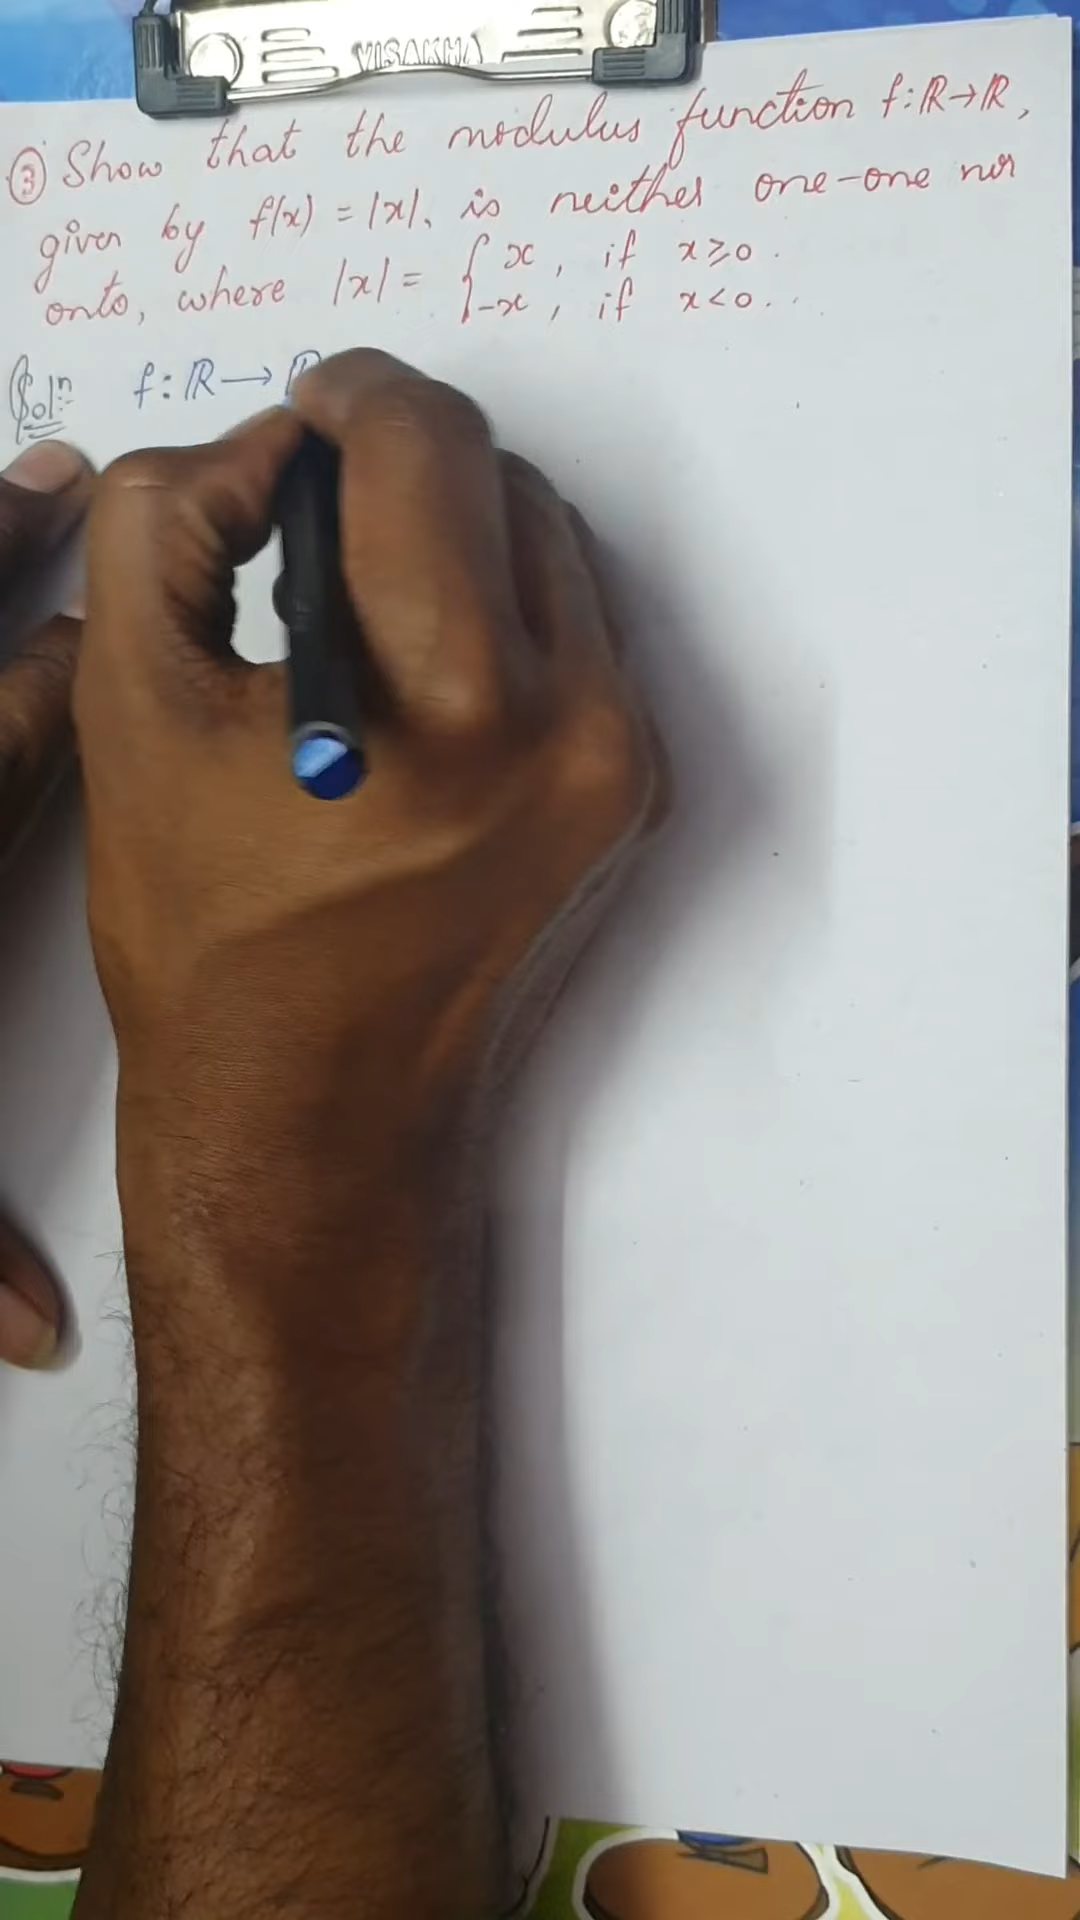 VISAKHA
③ Show that the modulus function f: ℝ→ℝ,
given by f(x) = |x|, is neither one-one nor
onto, where |x| = { x, if x ≥ 0.
-x, if x < 0.
Solⁿ: f: ℝ → ℝ